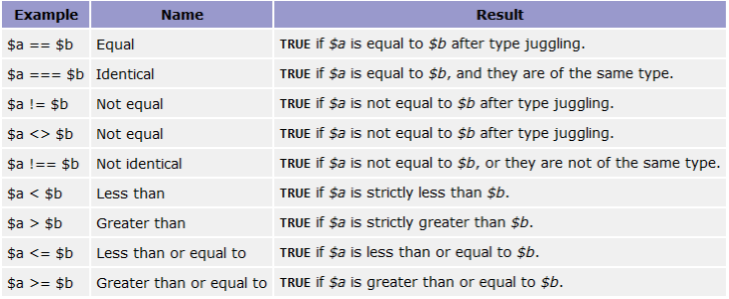 Example Name Result
$a == $b Equal TRUE if $a is equal to $b after type juggling.
$a === $b Identical TRUE if $a is equal to $b, and they are of the same type.
$a != $b Not equal TRUE if $a is not equal to $b after type juggling.
$a <> $b Not equal TRUE if $a is not equal to $b after type juggling.
$a !== $b Not identical TRUE if $a is not equal to $b, or they are not of the same type.
$a < $b Less than TRUE if $a is strictly less than $b.
$a > $b Greater than TRUE if $a is strictly greater than $b.
$a <= $b Less than or equal to TRUE if $a is less than or equal to $b.
$a >= $b Greater than or equal to TRUE if $a is greater than or equal to $b.